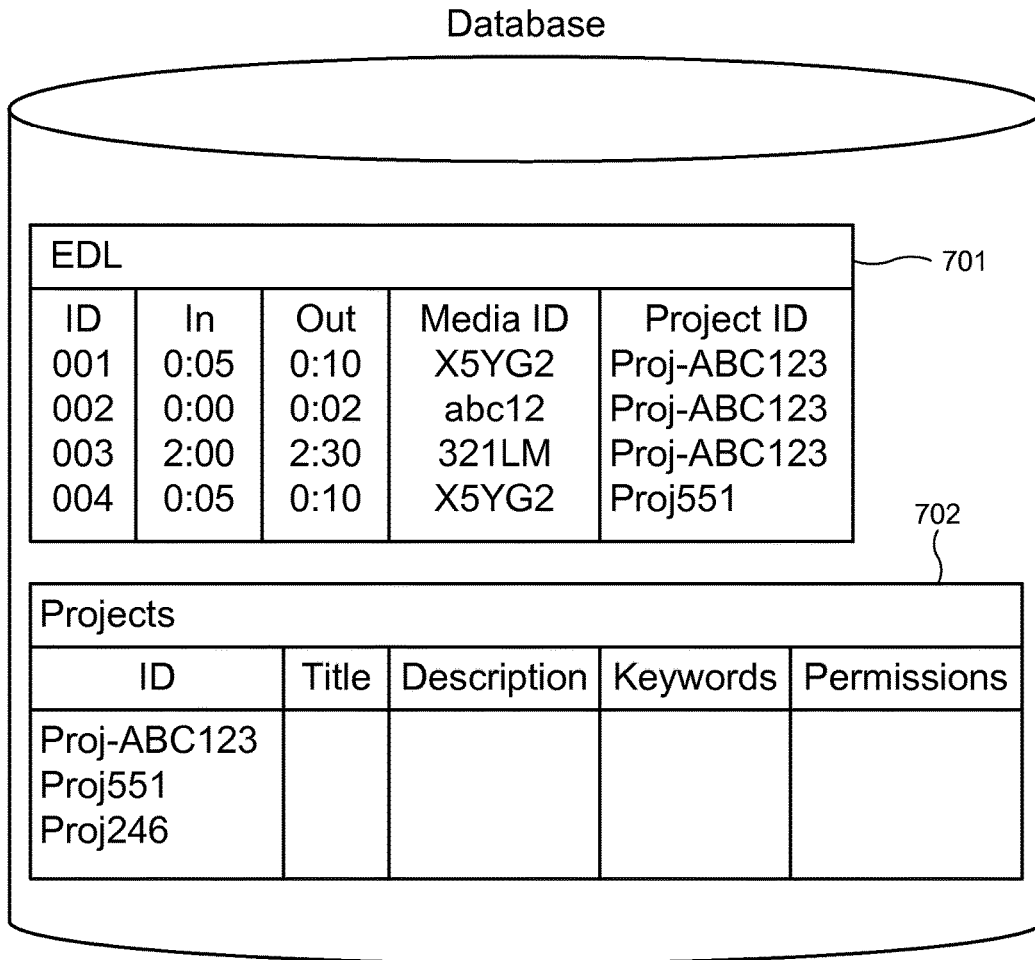 Database
EDL
701
ID In Out Media ID Project ID
001 0:05 0:10 X5YG2 Proj-ABC123
002 0:00 0:02 abc12 Proj-ABC123
003 2:00 2:30 321LM Proj-ABC123
004 0:05 0:10 X5YG2 Proj551
702
Projects
ID Title Description Keywords Permissions
Proj-ABC123
Proj551
Proj246